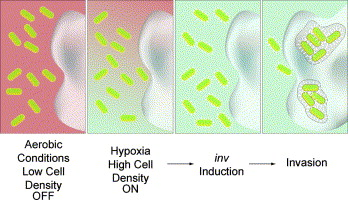 Aerobic
Conditions
Low Cell
Density
OFF
Hypoxia
High Cell
Density
ON
inv
Induction
Invasion